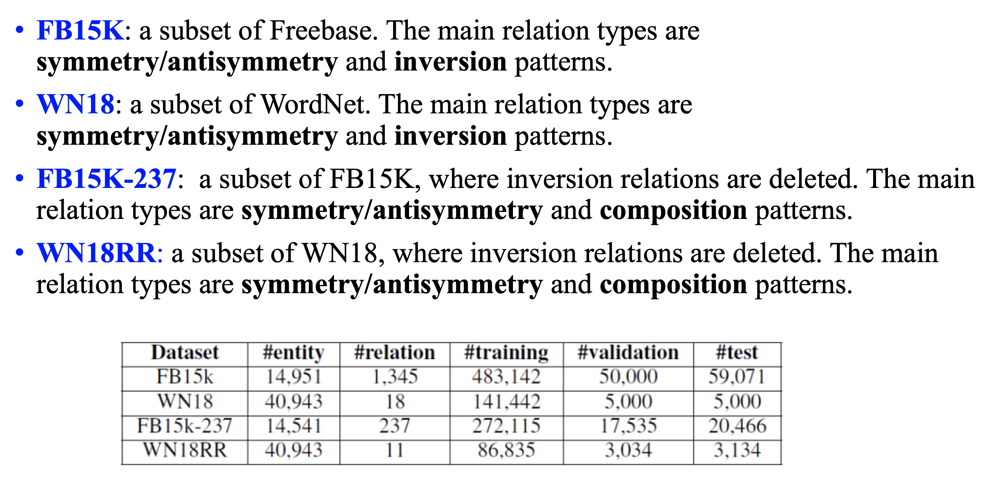 • FB15K: a subset of Freebase. The main relation types are
symmetry/antisymmetry and inversion patterns.
• WN18: a subset of WordNet. The main relation types are
symmetry/antisymmetry and inversion patterns.
• FB15K-237: a subset of FB15K, where inversion relations are deleted. The main
relation types are symmetry/antisymmetry and composition patterns.
• WN18RR: a subset of WN18, where inversion relations are deleted. The main
relation types are symmetry/antisymmetry and composition patterns.
Dataset #entity #relation #training #validation #test
FB15k 14,951 1,345 483,142 50,000 59,071
WN18 40,943 18 141,442 5,000 5,000
FB15k-237 14,541 237 272,115 17,535 20,466
WN18RR 40,943 11 86,835 3,034 3,134